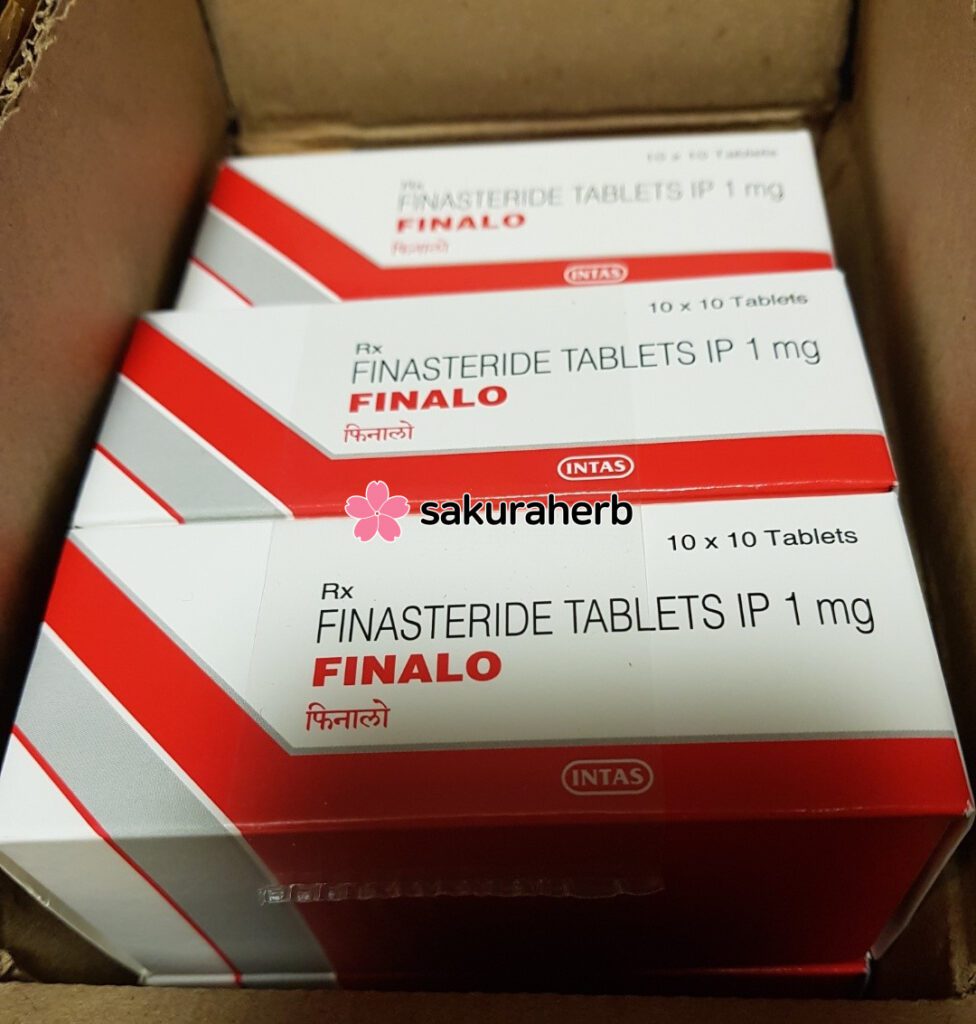 10 x 10 Tablets
Rx
FINASTERIDE TABLETS IP 1 mg
FINALO
फिनालो
INTAS
10 x 10 Tablets
Rx
FINASTERIDE TABLETS IP 1 mg
FINALO
फिनालो
INTAS
sakuraherb
10 x 10 Tablets
Rx
FINASTERIDE TABLETS IP 1 mg
FINALO
फिनालो
INTAS